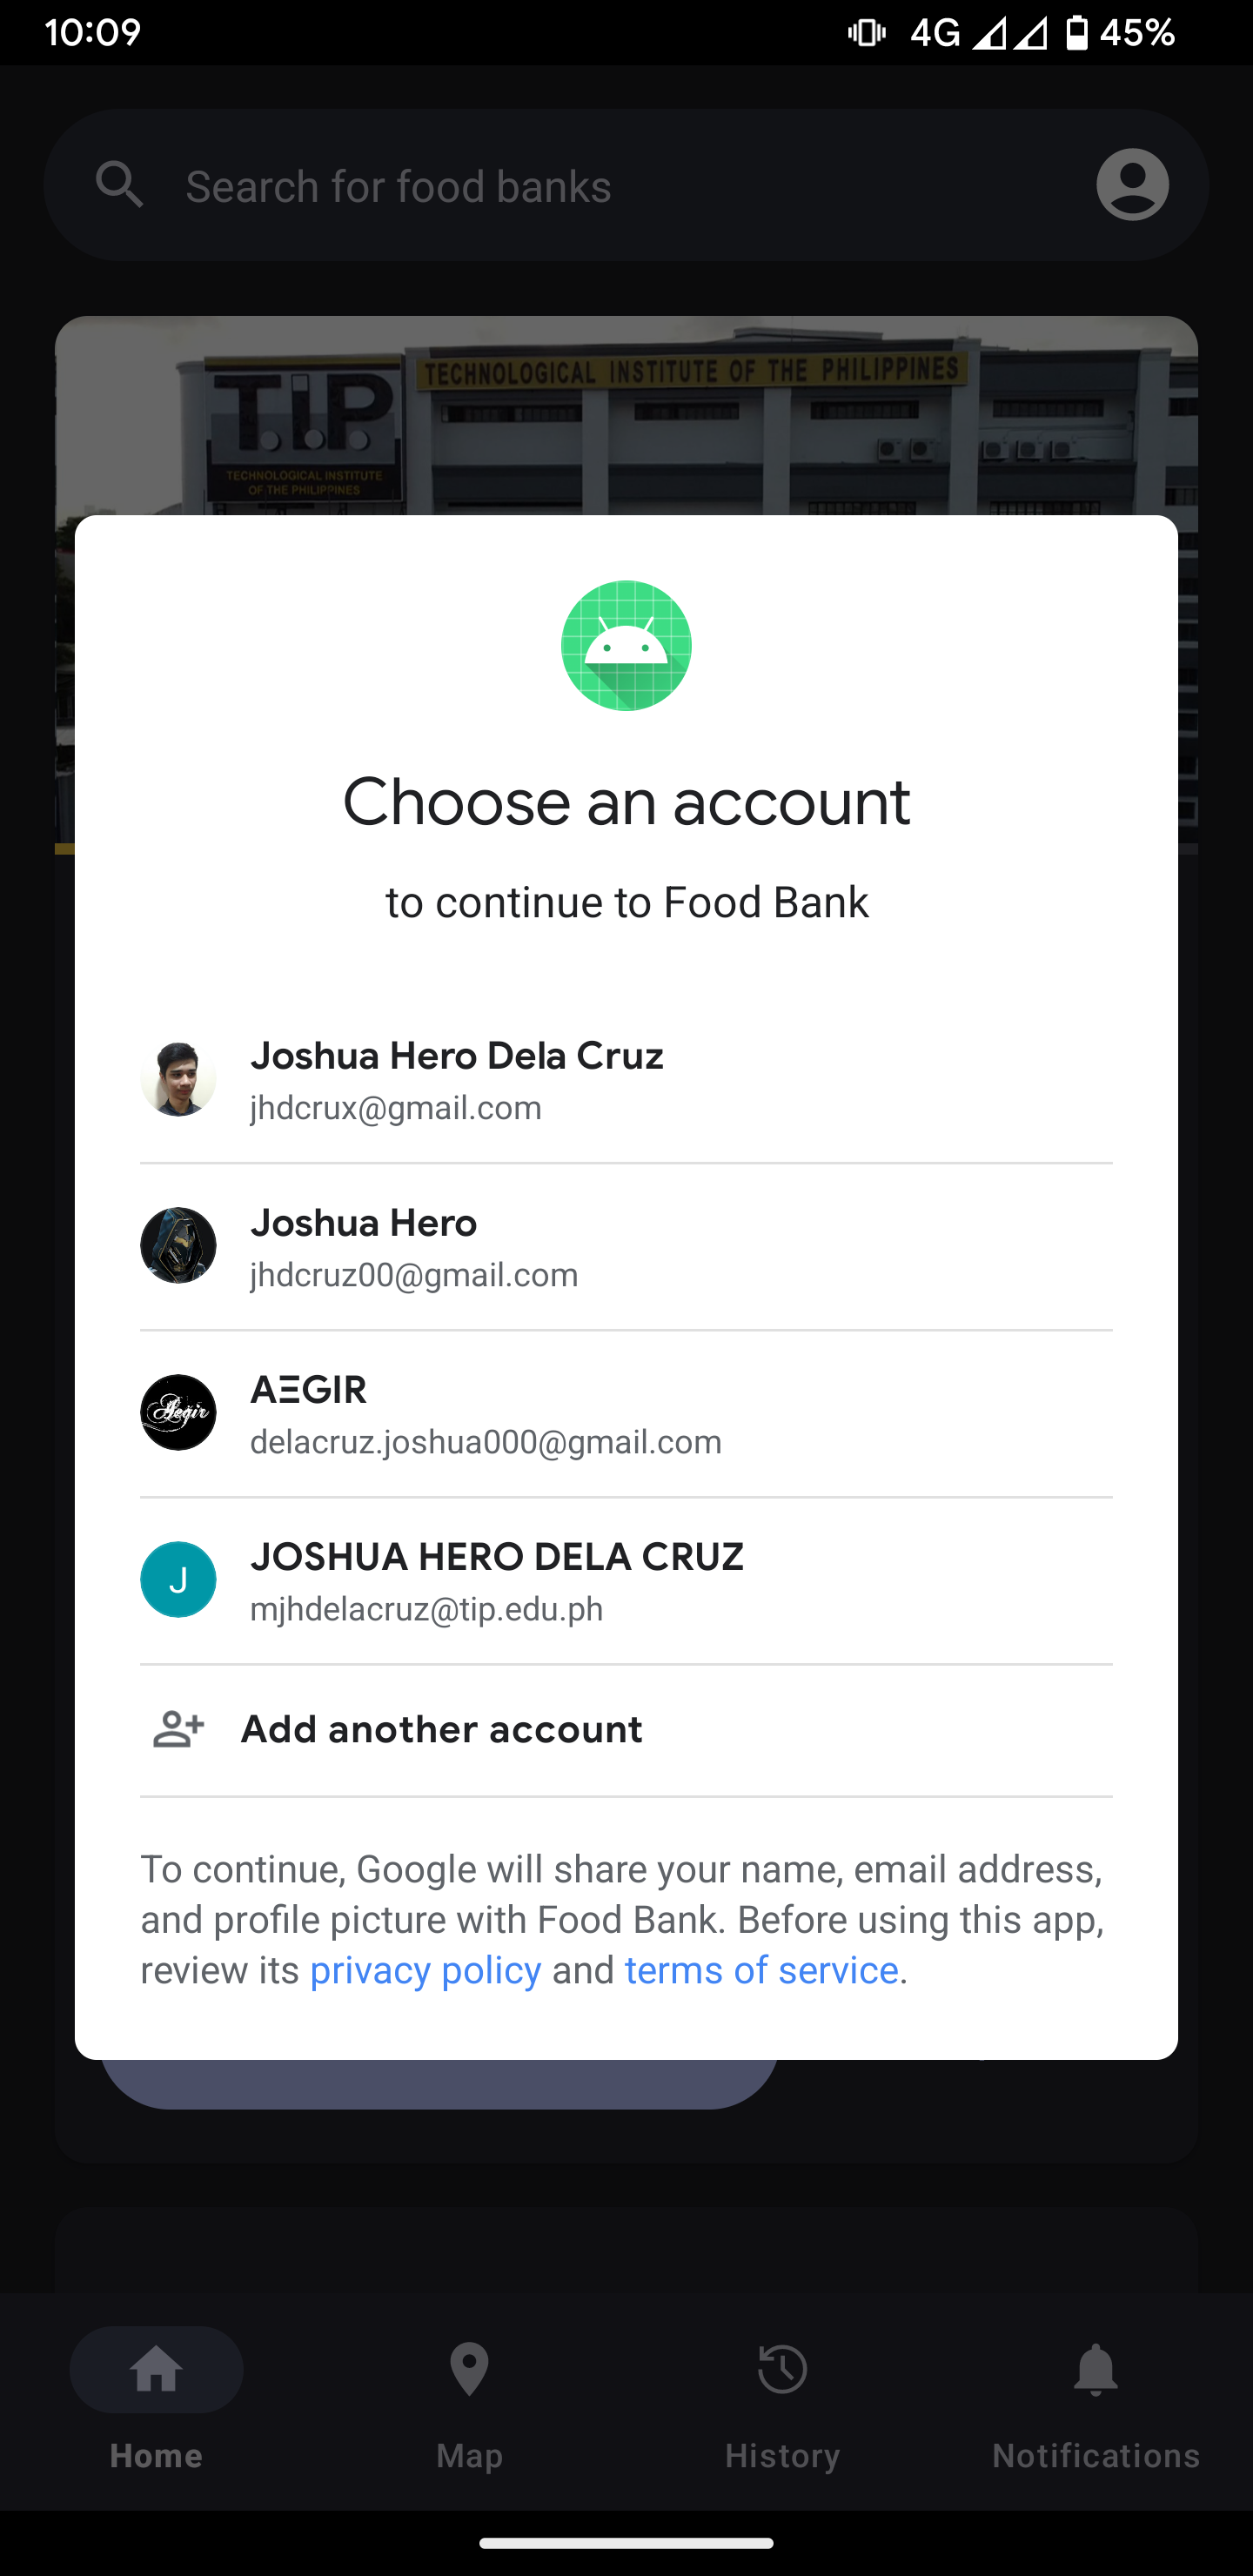 10:09
4G 45%
Search for food banks
T.I.P
TECHNOLOGICAL INSTITUTE OF THE PHILIPPINES
TECHNOLOGICAL INSTITUTE
OF THE PHILIPPINES
Choose an account
to continue to Food Bank
Joshua Hero Dela Cruz
jhdcrux@gmail.com
Joshua Hero
jhdcruz00@gmail.com
Aegir
AΞGIR
delacruz.joshua000@gmail.com
J
JOSHUA HERO DELA CRUZ
mjhdelacruz@tip.edu.ph
Add another account
To continue, Google will share your name, email address,
and profile picture with Food Bank. Before using this app,
review its privacy policy and terms of service.
Home
Map
History
Notifications